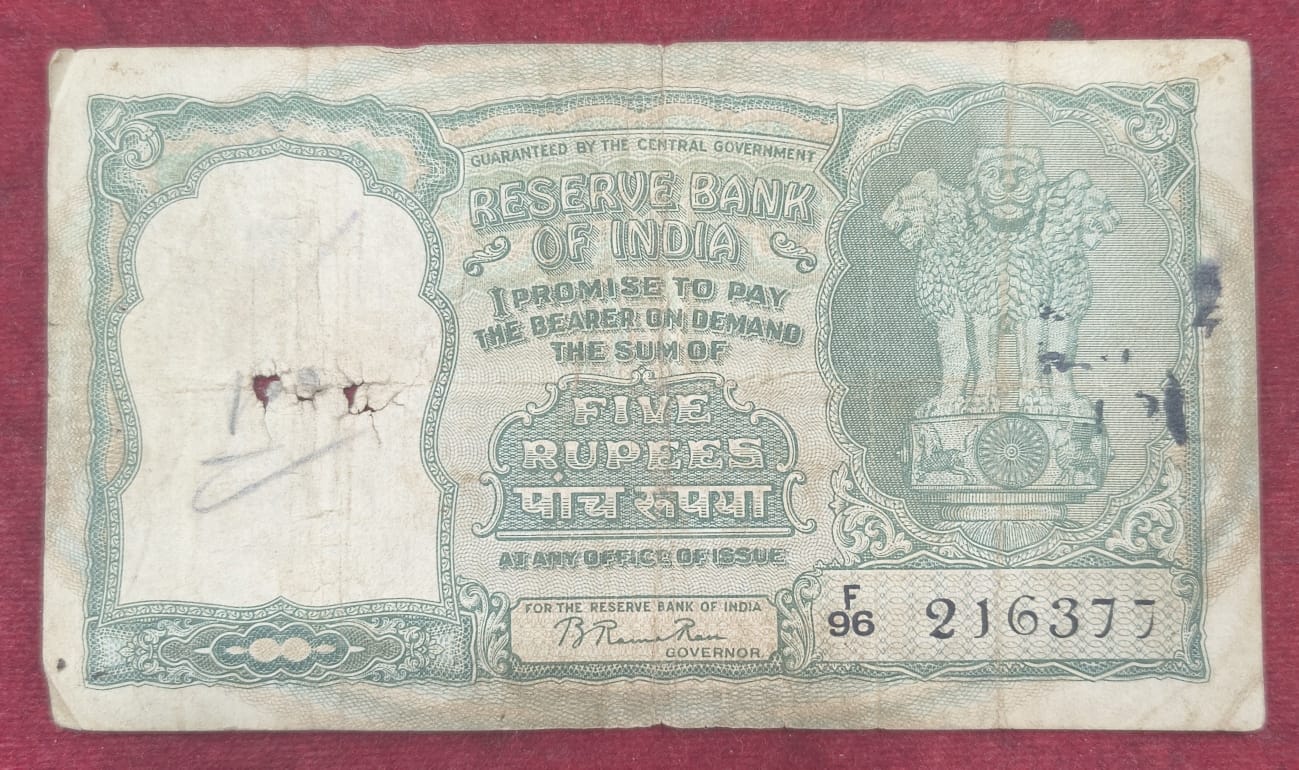 5 5
GUARANTEED BY THE CENTRAL GOVERNMENT
RESERVE BANK
OF INDIA
I PROMISE TO PAY
THE BEARER ON DEMAND
THE SUM OF
FIVE
RUPEES
पांच रूपया
AT ANY OFFICE OF ISSUE
FOR THE RESERVE BANK OF INDIA
B Rama Rau
GOVERNOR.
F
96 216377